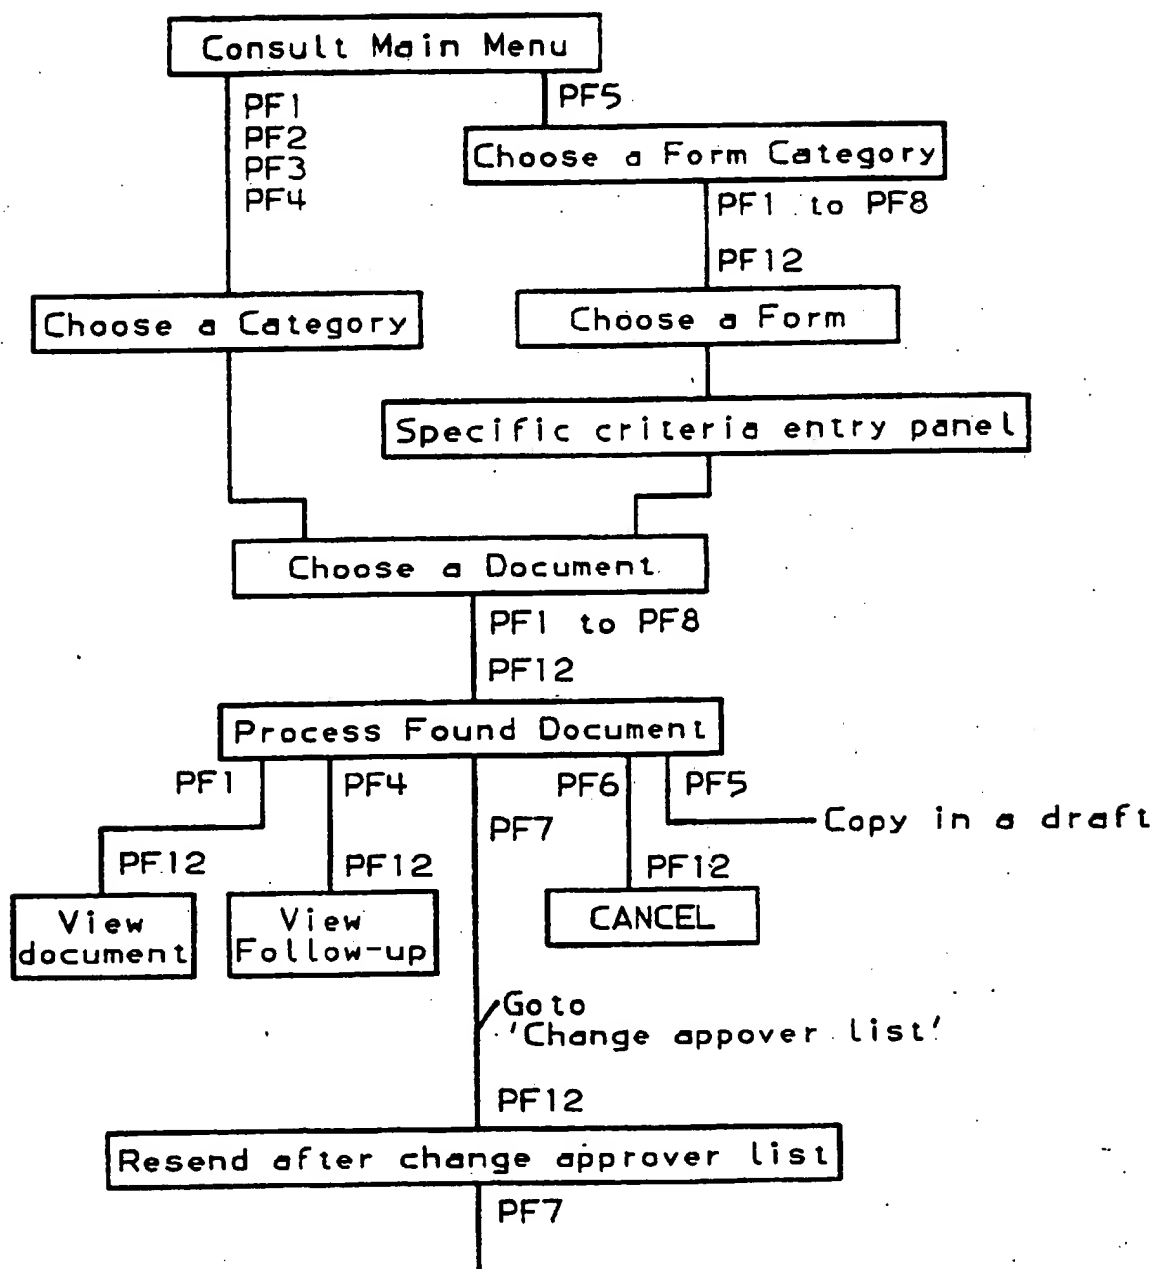 Consult Main Menu
PF1
PF2
PF3
PF4
PF5
Choose a Form Category
PF1 to PF8
PF12
Choose a Category
Choose a Form
Specific criteria entry panel
Choose a Document
PF1 to PF8
PF12
Process Found Document
PF1
PF4
PF7
PF6
PF5
Copy in a draft
PF12
PF12
PF12
View
document
View
Follow-up
CANCEL
Go to
'Change appover list'
PF12
Resend after change approver list
PF7